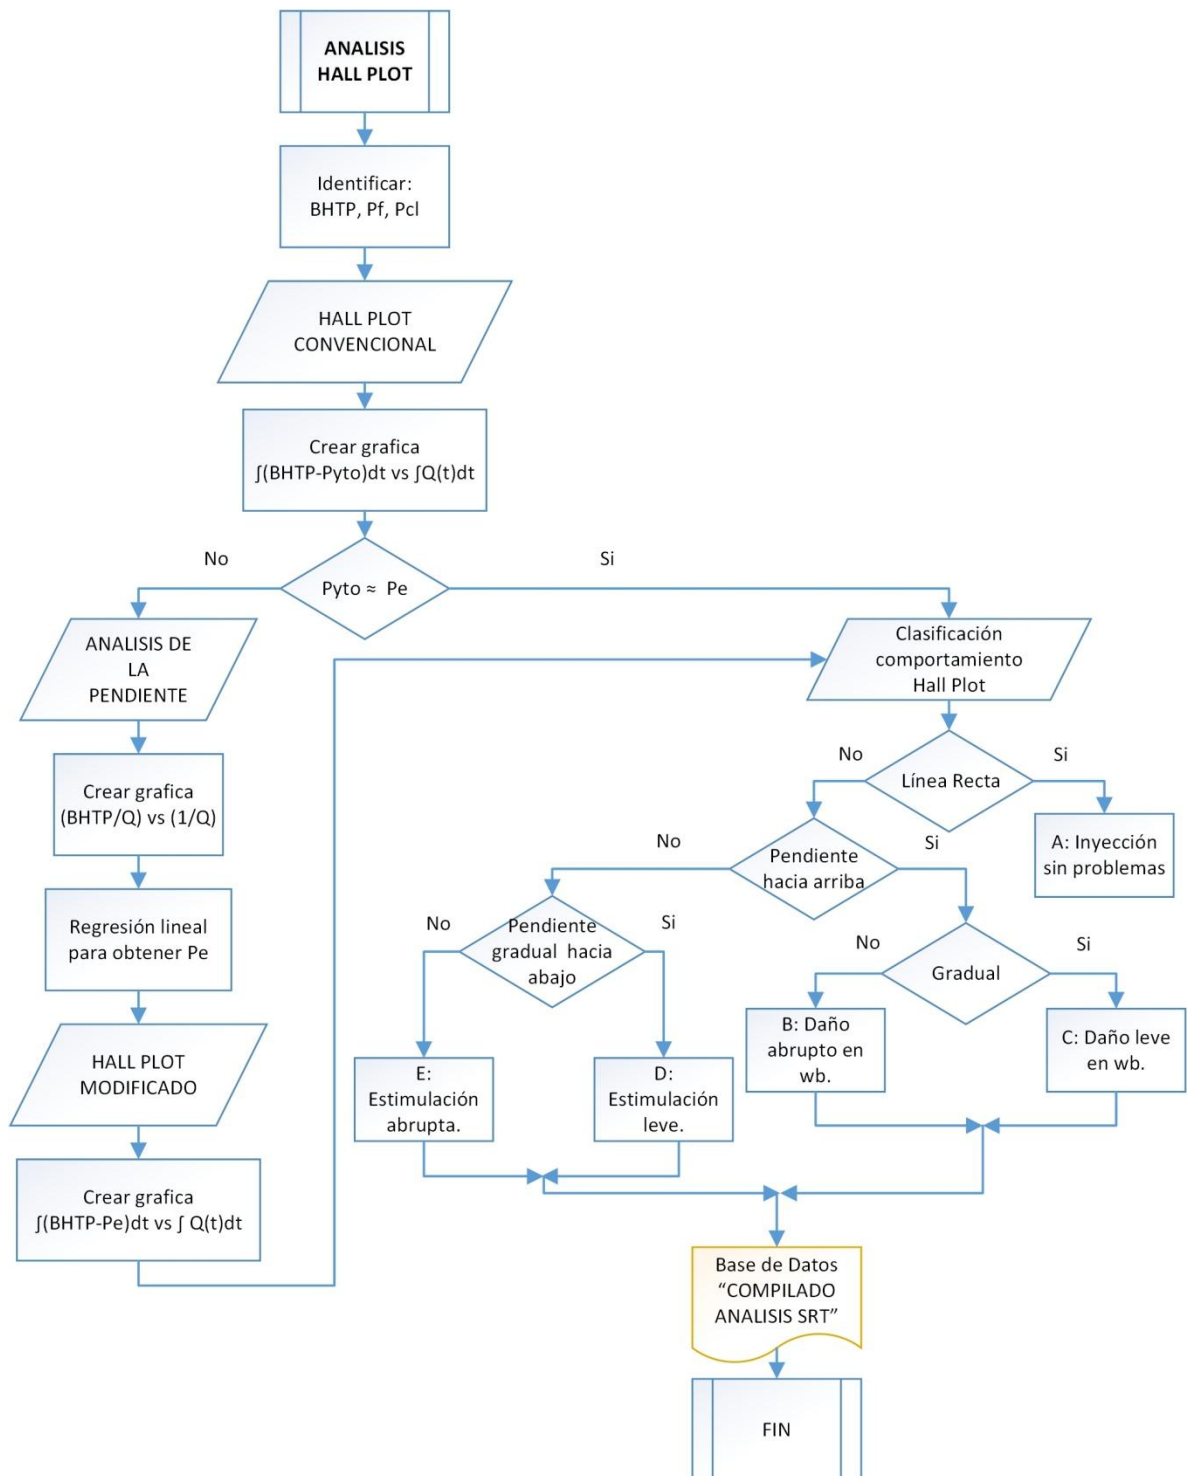 ANALISIS
HALL PLOT
Identificar:
BHTP, Pf, Pcl
HALL PLOT
CONVENCIONAL
Crear grafica
∫(BHTP-Pyto)dt vs ∫Q(t)dt
No
Si
Pyto ≈ Pe
ANALISIS DE
LA
PENDIENTE
Crear grafica
(BHTP/Q) vs (1/Q)
Regresión lineal
para obtener Pe
HALL PLOT
MODIFICADO
Crear grafica
∫(BHTP-Pe)dt vs ∫ Q(t)dt
Clasificación
comportamiento
Hall Plot
No
Si
Línea Recta
A: Inyección
sin problemas
No
Si
Pendiente
hacia arriba
No
Si
Pendiente
gradual hacia
abajo
No
Si
Gradual
B: Daño
abrupto en
wb.
C: Daño leve
en wb.
E:
Estimulación
abrupta.
D:
Estimulación
leve.
Base de Datos
“COMPILADO
ANALISIS SRT”
FIN